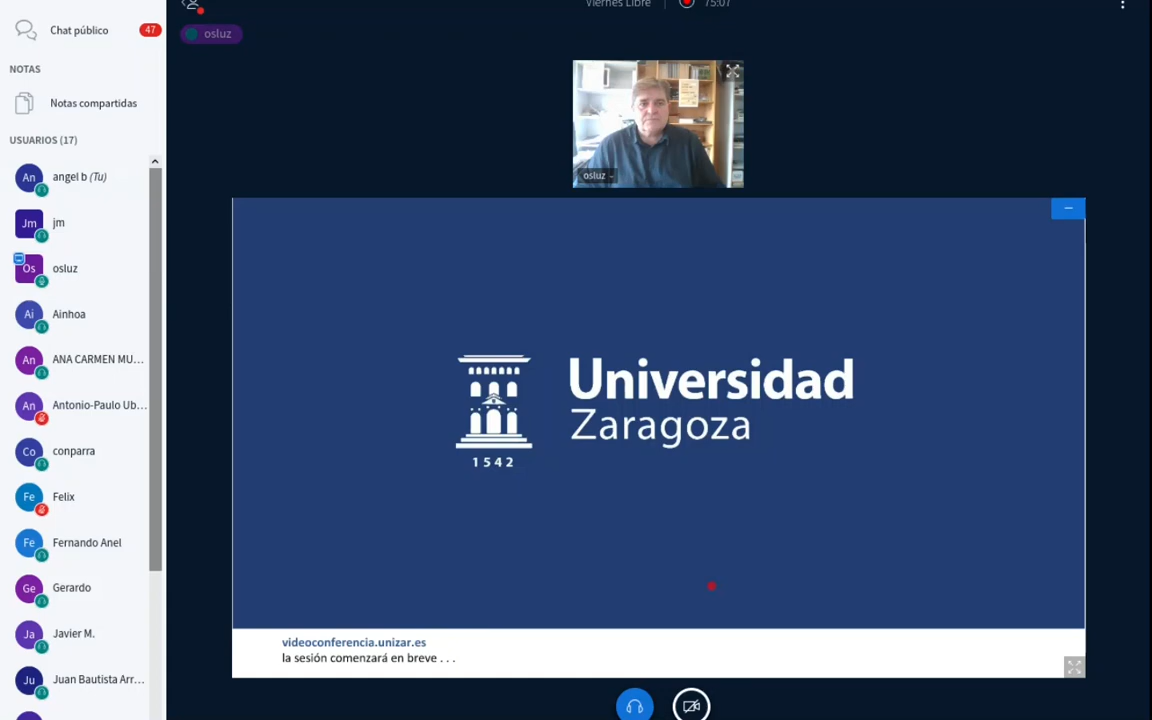 Viernes Libre
75:07
Chat público
47
osluz
NOTAS
Notas compartidas
USUARIOS (17)
An
angel b (Tu)
Jm
jm
Os
osluz
Ai
Ainhoa
An
ANA CARMEN MU...
An
Antonio-Paulo Ub...
Co
conparra
Fe
Felix
Fe
Fernando Anel
Ge
Gerardo
Ja
Javier M.
Ju
Juan Bautista Arr...
osluz
Universidad
Zaragoza
1542
videoconferencia.unizar.es
la sesión comenzará en breve . . .